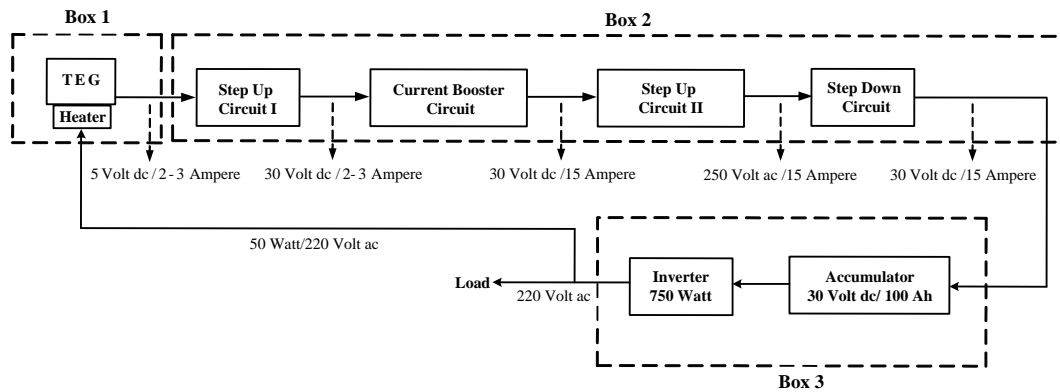 Box 1
Box 2
TEG
Heater
Step Up
Circuit I
Current Booster
Circuit
Step Up
Circuit II
Step Down
Circuit
5 Volt dc /2 - 3 Ampere
30 Volt dc /2- 3 Ampere
30 Volt dc /15 Ampere
250 Volt ac /15 Ampere
30 Volt dc /15 Ampere
50 Watt/220 Volt ac
Load
220 Volt ac
Inverter
750 Watt
Accumulator
30 Volt dc/ 100 Ah
Box 3